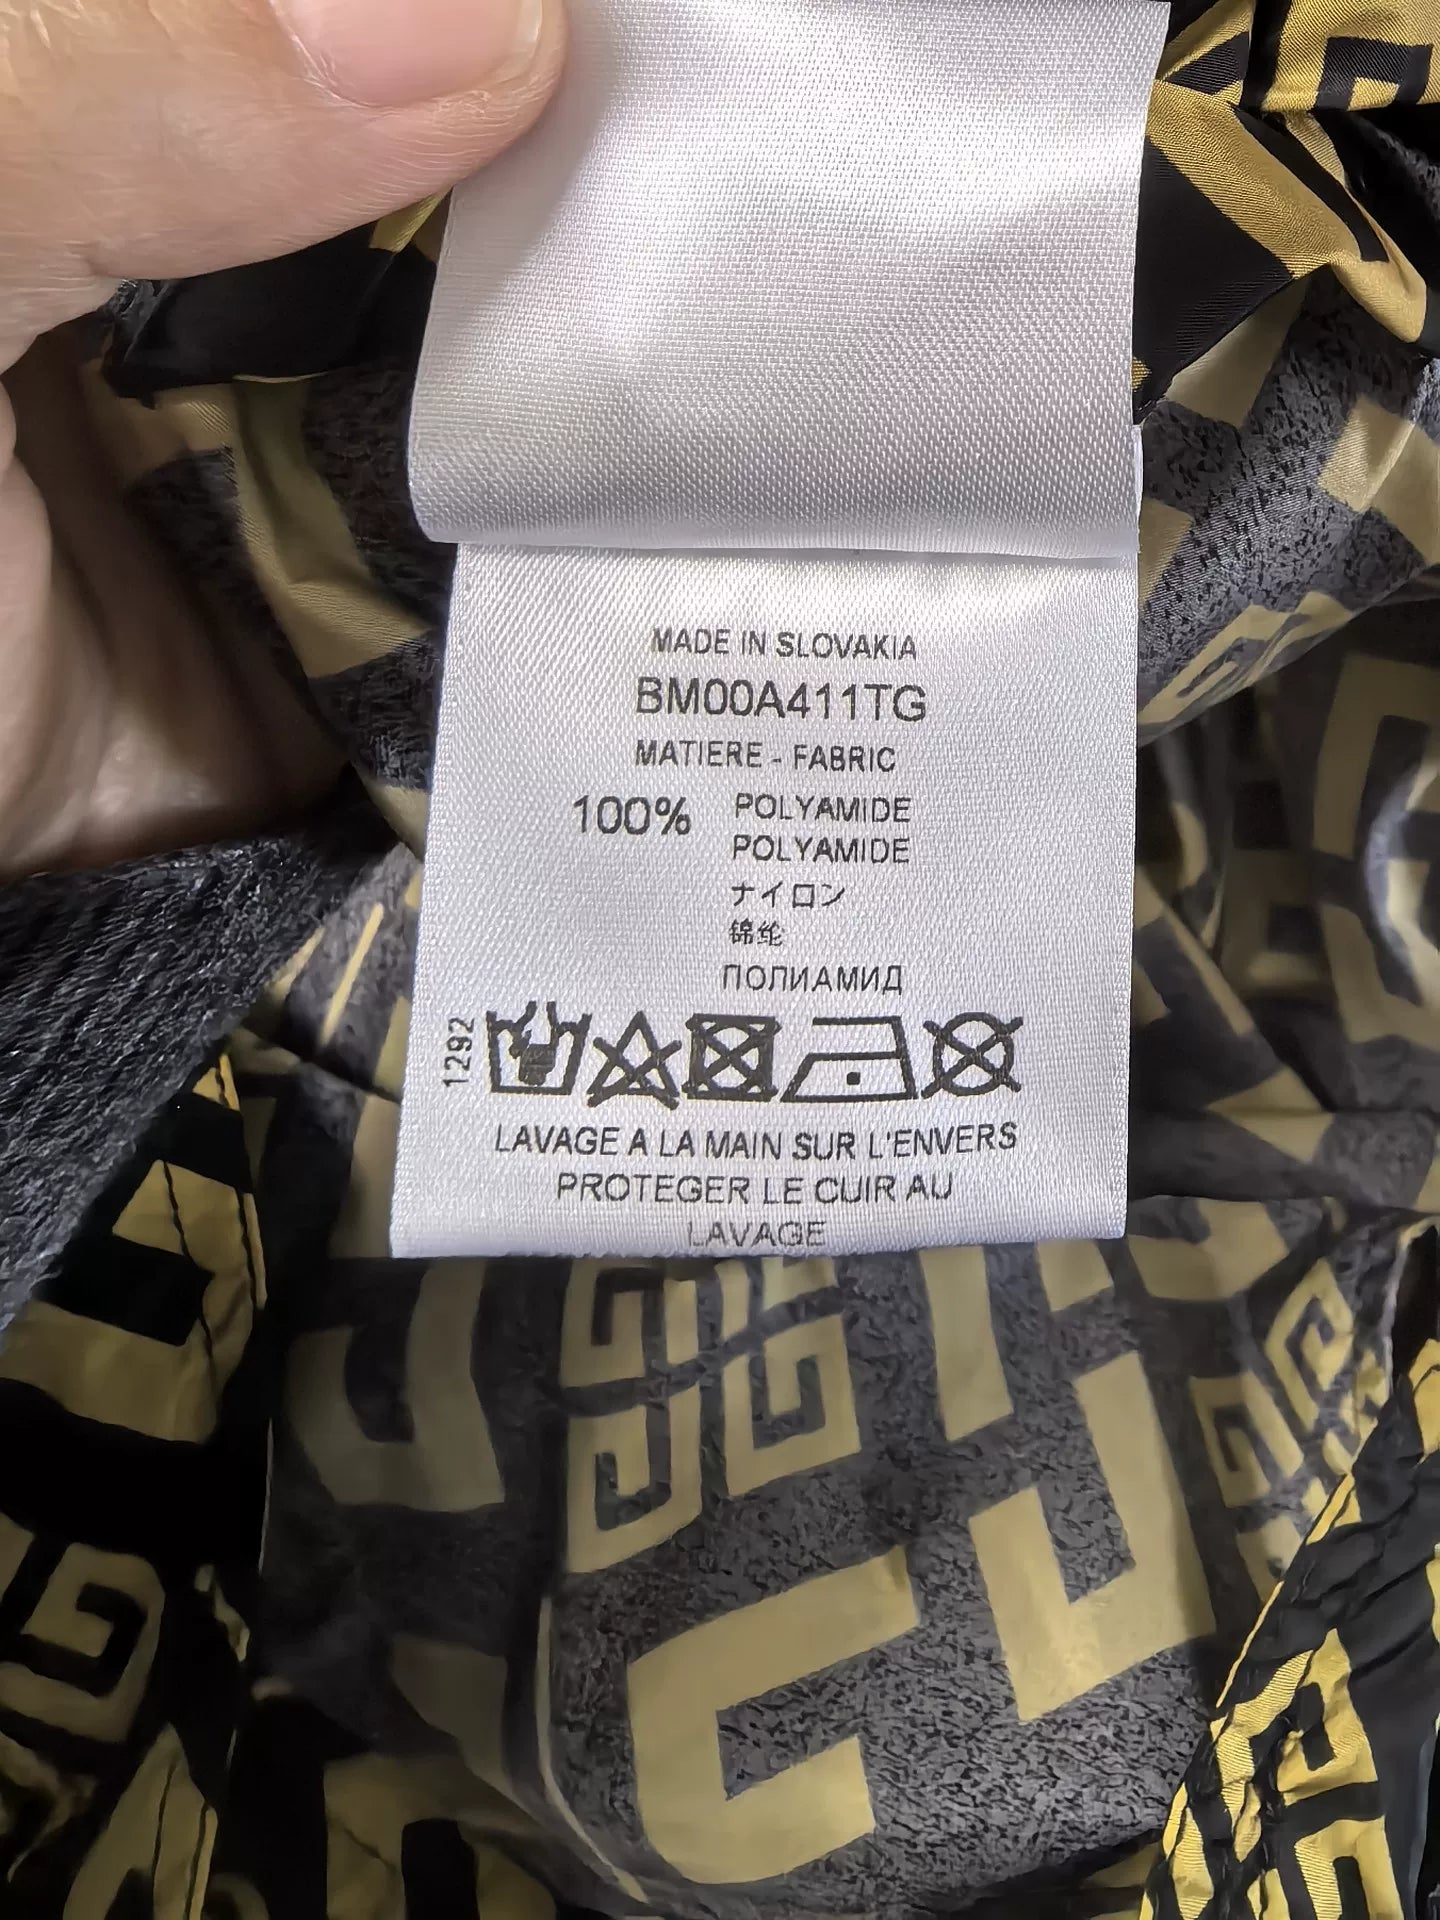 MADE IN SLOVAKIA
BM00A411TG
MATIERE - FABRIC
100% POLYAMIDE
POLYAMIDE
ナイロン
锦纶
ПОЛИАМИД
1292
LAVAGE A LA MAIN SUR L'ENVERS
PROTEGER LE CUIR AU
LAVAGE